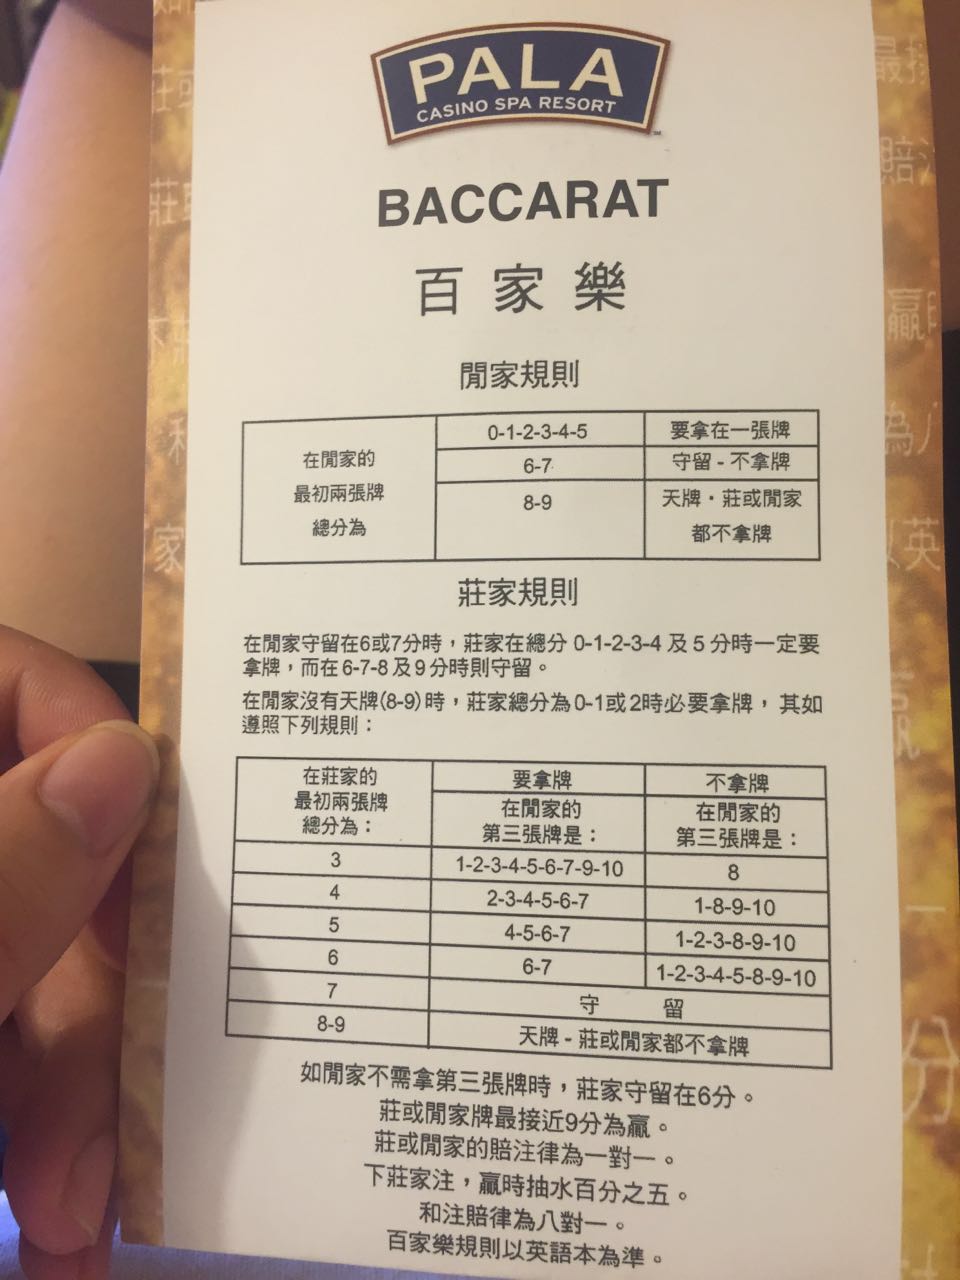 PALA
CASINO SPA RESORT
BACCARAT
百家樂
閒家規則
在閒家的
最初兩張牌
總分為
0-1-2-3-4-5
要拿在一張牌
6-7
守留 - 不拿牌
8-9
天牌・莊或閒家
都不拿牌
莊家規則
在閒家守留在6或7分時，莊家在總分 0-1-2-3-4 及 5 分時一定要
拿牌，而在 6-7-8 及 9 分時則守留。
在閒家沒有天牌(8-9)時，莊家總分為0-1或2時必要拿牌， 其如
遵照下列規則：
在莊家的
最初兩張牌
總分為：
要拿牌
不拿牌
在閒家的
第三張牌是：
在閒家的
第三張牌是：
3
1-2-3-4-5-6-7-9-10
8
4
2-3-4-5-6-7
1-8-9-10
5
4-5-6-7
1-2-3-8-9-10
6
6-7
1-2-3-4-5-8-9-10
7
守 留
8-9
天牌 - 莊或閒家都不拿牌
如閒家不需拿第三張牌時，莊家守留在6分。
莊或閒家牌最接近9分為贏。
莊或閒家的賠注律為一對一。
下莊家注，贏時抽水百分之五。
和注賠律為八對一。
百家樂規則以英語本為準。